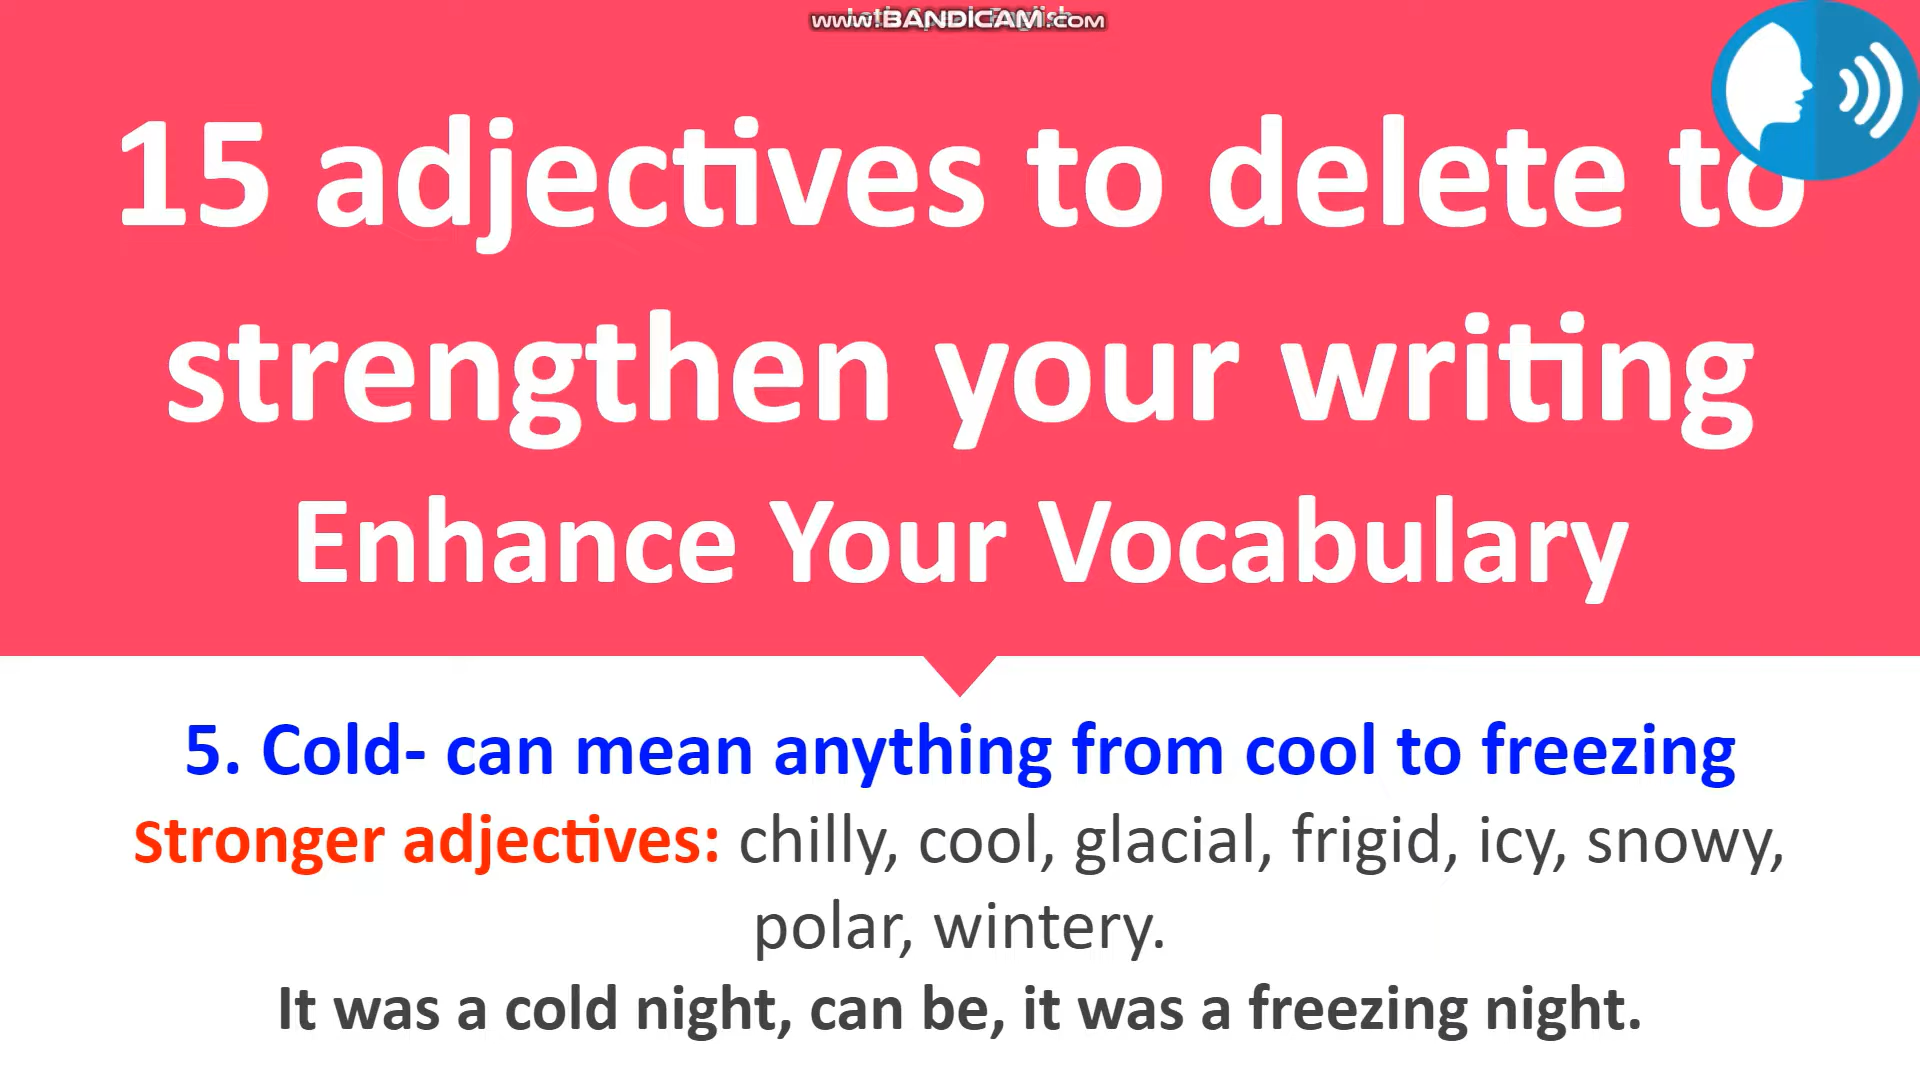 www.BANDICAM.com
15 adjectives to delete to
strengthen your writing
Enhance Your Vocabulary
5. Cold- can mean anything from cool to freezing
Stronger adjectives: chilly, cool, glacial, frigid, icy, snowy,
polar, wintery.
It was a cold night, can be, it was a freezing night.